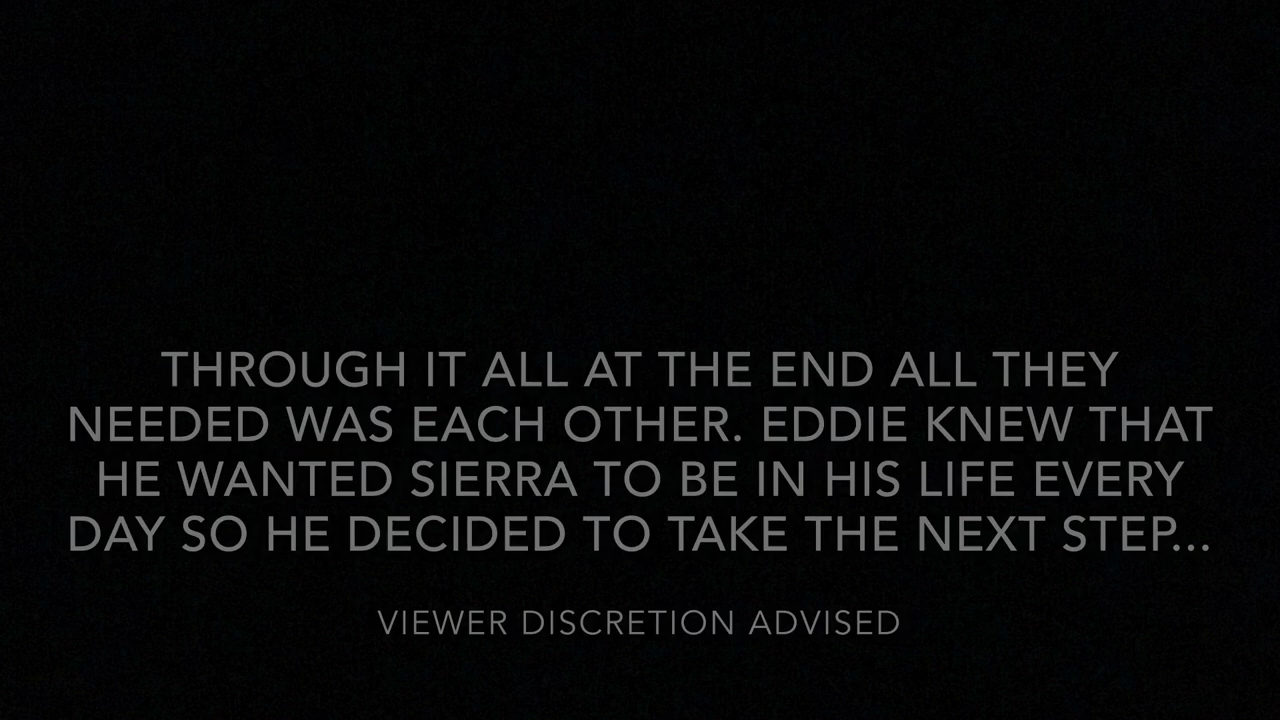 THROUGH IT ALL AT THE END ALL THEY
NEEDED WAS EACH OTHER. EDDIE KNEW THAT
HE WANTED SIERRA TO BE IN HIS LIFE EVERY
DAY SO HE DECIDED TO TAKE THE NEXT STEP...
VIEWER DISCRETION ADVISED